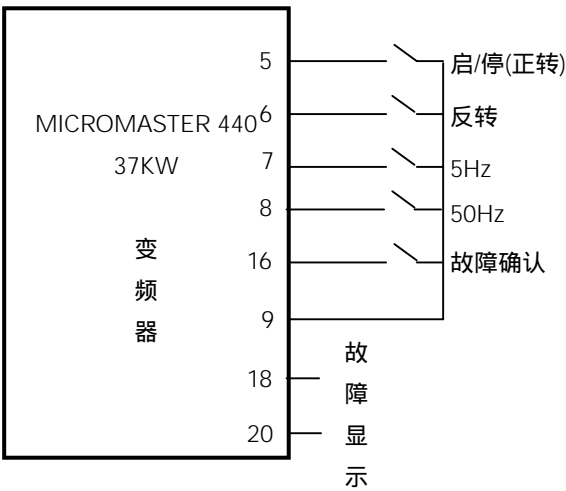 5 启/停(正转)
MICROMASTER 440 6 反转
37KW 7 5Hz
8 50Hz
变频器
16 故障确认
9
18
20
故障显示